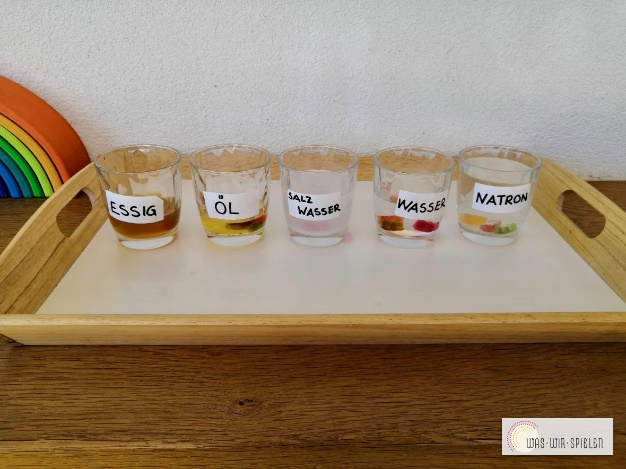 ESSIG
ÖL
SALZ
WASSER
WASSER
NATRON
WAS·WIR·SPIELEN